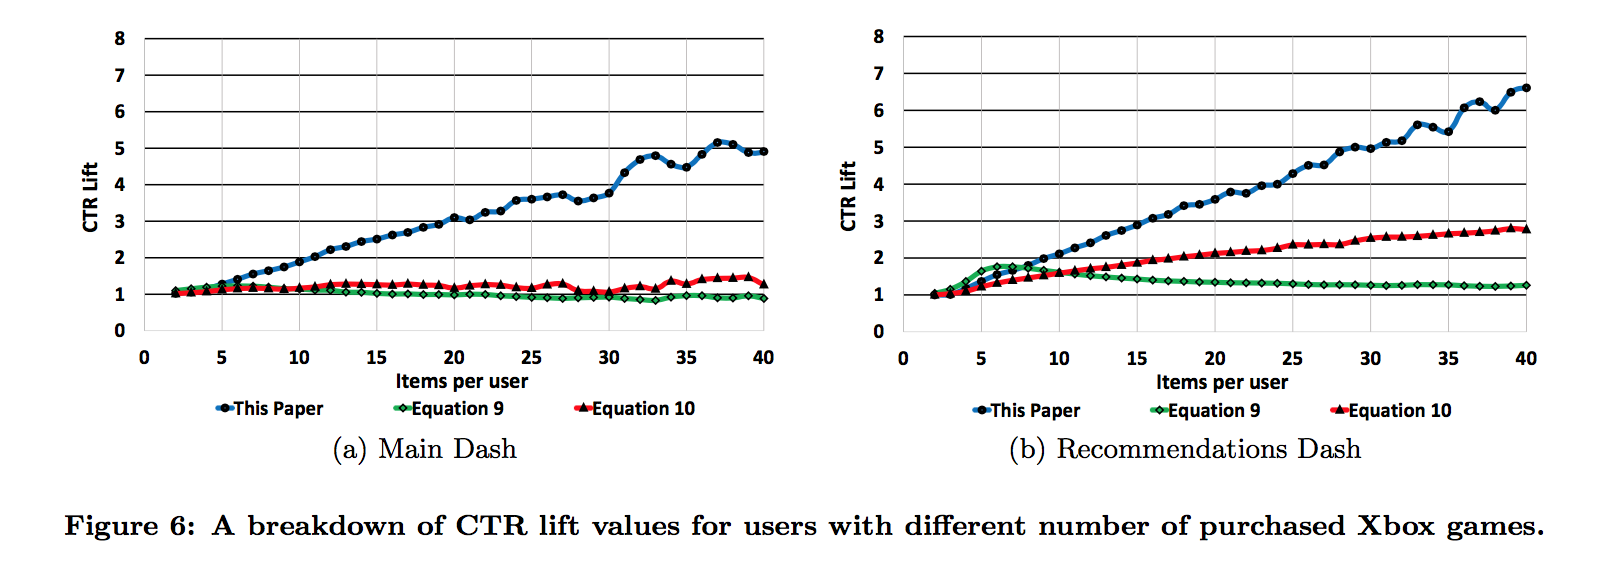 8
7
6
5
4
3
2
1
0
CTR Lift
0 5 10 15 20 25 30 35 40
Items per user
This Paper Equation 9 Equation 10
(a) Main Dash
8
7
6
5
4
3
2
1
0
CTR Lift
0 5 10 15 20 25 30 35 40
Items per user
This Paper Equation 9 Equation 10
(b) Recommendations Dash
Figure 6: A breakdown of CTR lift values for users with different number of purchased Xbox games.